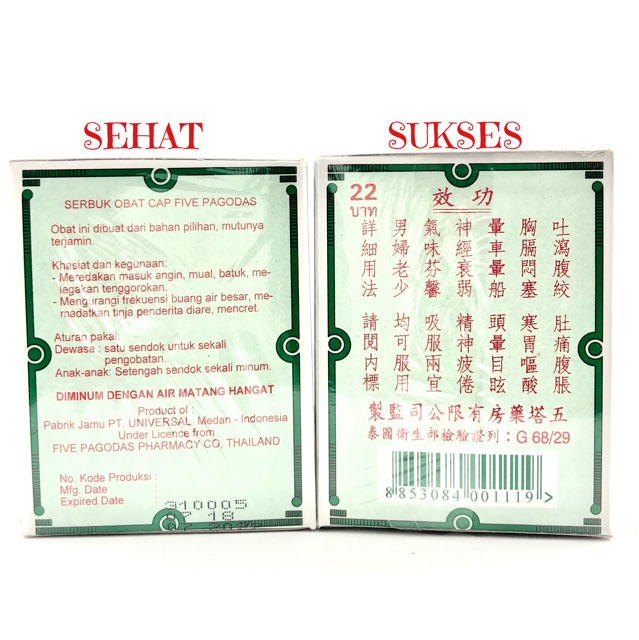 SEHAT
SERBUK OBAT CAP FIVE PAGODAS
Obat ini dibuat dari bahan pilihan, mutunya
terjamin.
Khasiat dan kegunaan:
- Meredakan masuk angin, mual, batuk, me-
legakan tenggorokan.
- Mengurangi frekuensi buang air besar, me-
madatkan tinja penderita diare, mencret.
Aturan pakai:
Dewasa : satu sendok untuk sekali
pengobatan.
Anak-anak: Setengah sendok sekali minum.
DIMINUM DENGAN AIR MATANG HANGAT
Product of :
Pabrik Jamu PT. UNIVERSAL Medan - Indonesia
Under Licence from
FIVE PAGODAS PHARMACY CO, THAILAND
No. Kode Produksi : 310005
Mfg. Date 07 18
Expired Date
SUKSES
22
บาท
功效
吐瀉腹絞 肚痛腹脹
胸膈悶塞 寒胃嘔酸
暈車暈船 頭暈目眩
神經衰弱 精神疲倦
氣味芬馨 吸服兩宜
男婦老少 均可服用
詳細用法 請閱内標
五塔藥房有限公司監製
泰國衛生部檢驗證列：G 68/29
8 853084 001119 >